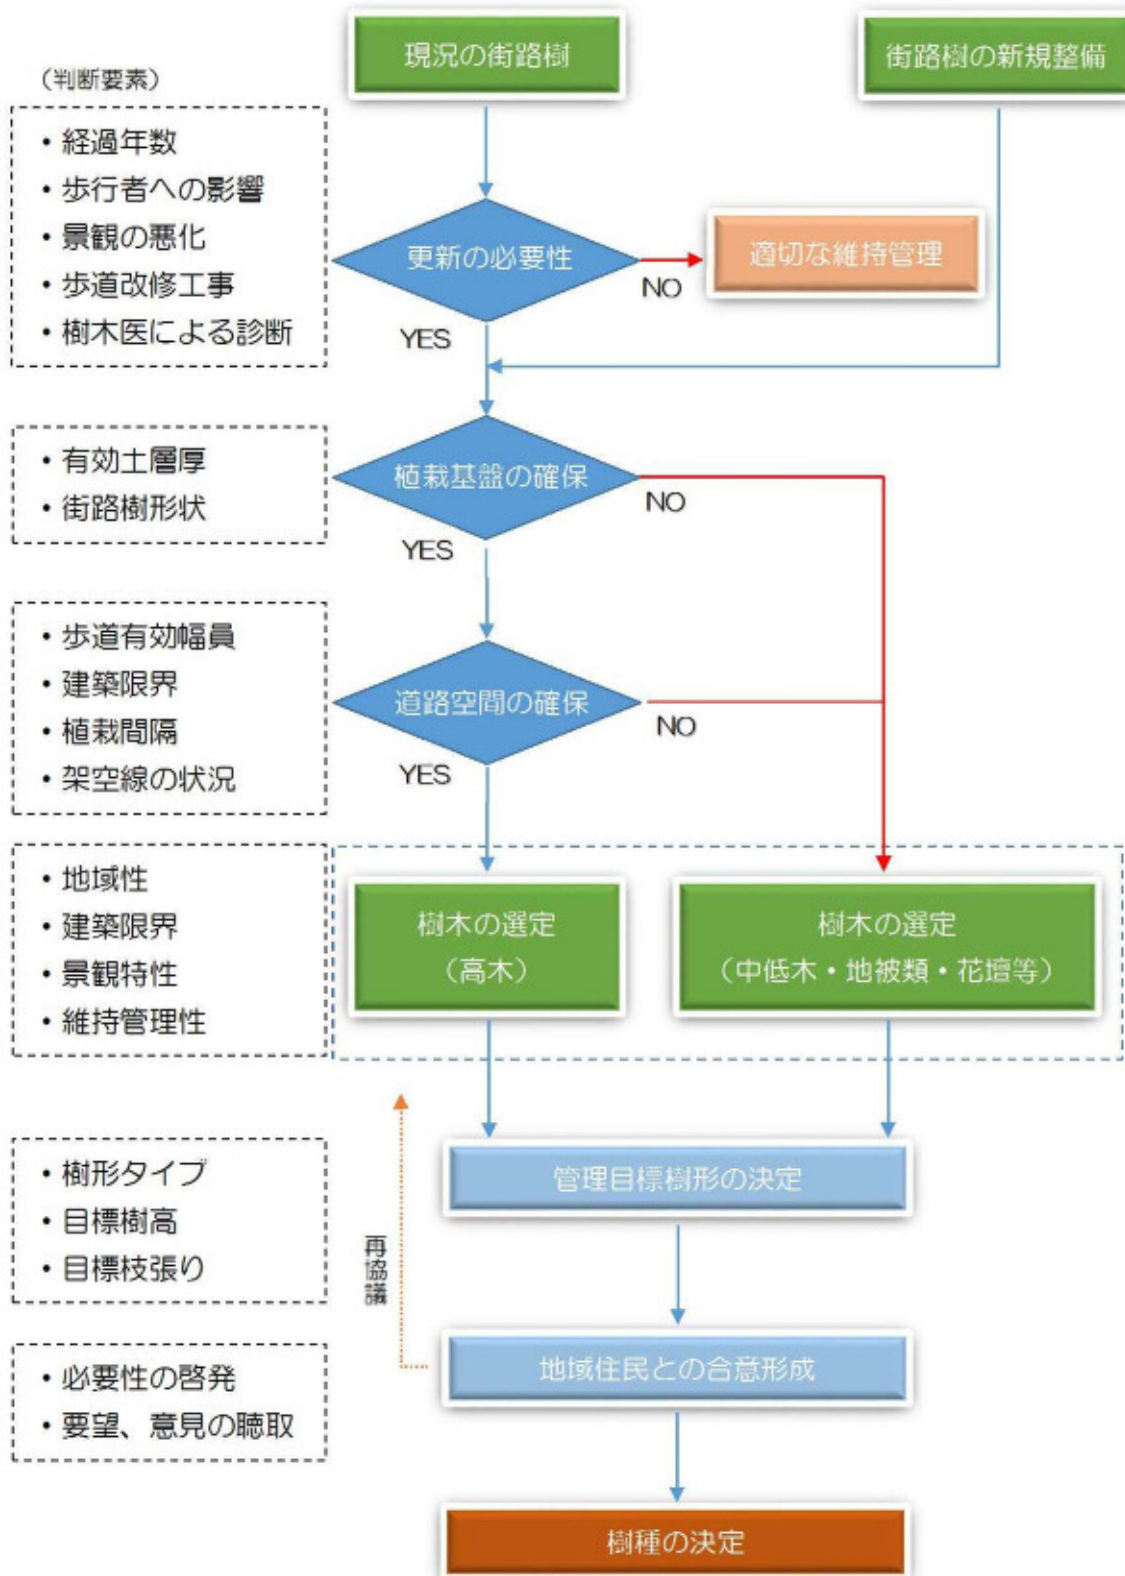 現況の街路樹
街路樹の新規整備
（判断要素）
・経過年数
・歩行者への影響
・景観の悪化
・歩道改修工事
・樹木医による診断
更新の必要性
NO
適切な維持管理
YES
・有効土層厚
・街路樹形状
植栽基盤の確保
NO
YES
・歩道有効幅員
・建築限界
・植栽間隔
・架空線の状況
道路空間の確保
NO
YES
・地域性
・建築限界
・景観特性
・維持管理性
樹木の選定
（高木）
樹木の選定
（中低木・地被類・花壇等）
・樹形タイプ
・目標樹高
・目標枝張り
管理目標樹形の決定
再協議
・必要性の啓発
・要望、意見の聴取
地域住民との合意形成
樹種の決定